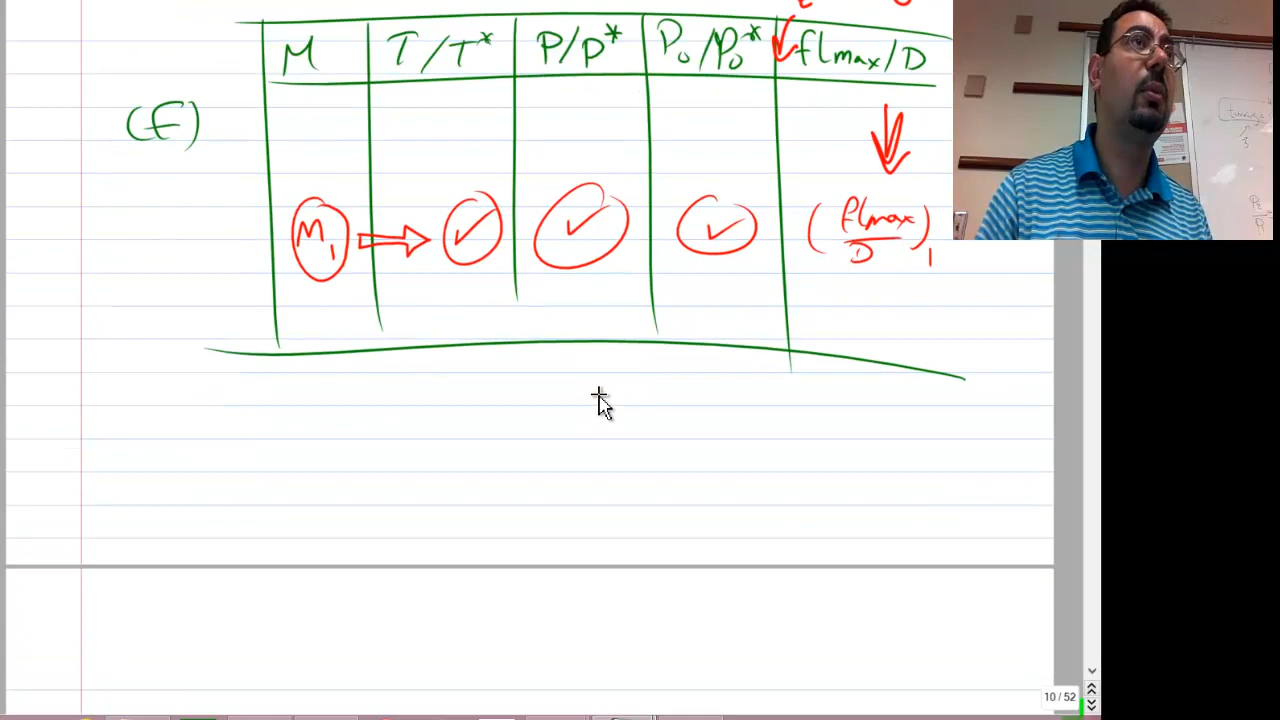 M T/T* P/P* P₀/P₀* flmax/D
(F)
M₁ ⇒ ✓ ✓ ✓ (flmax/D)₁
10 / 52